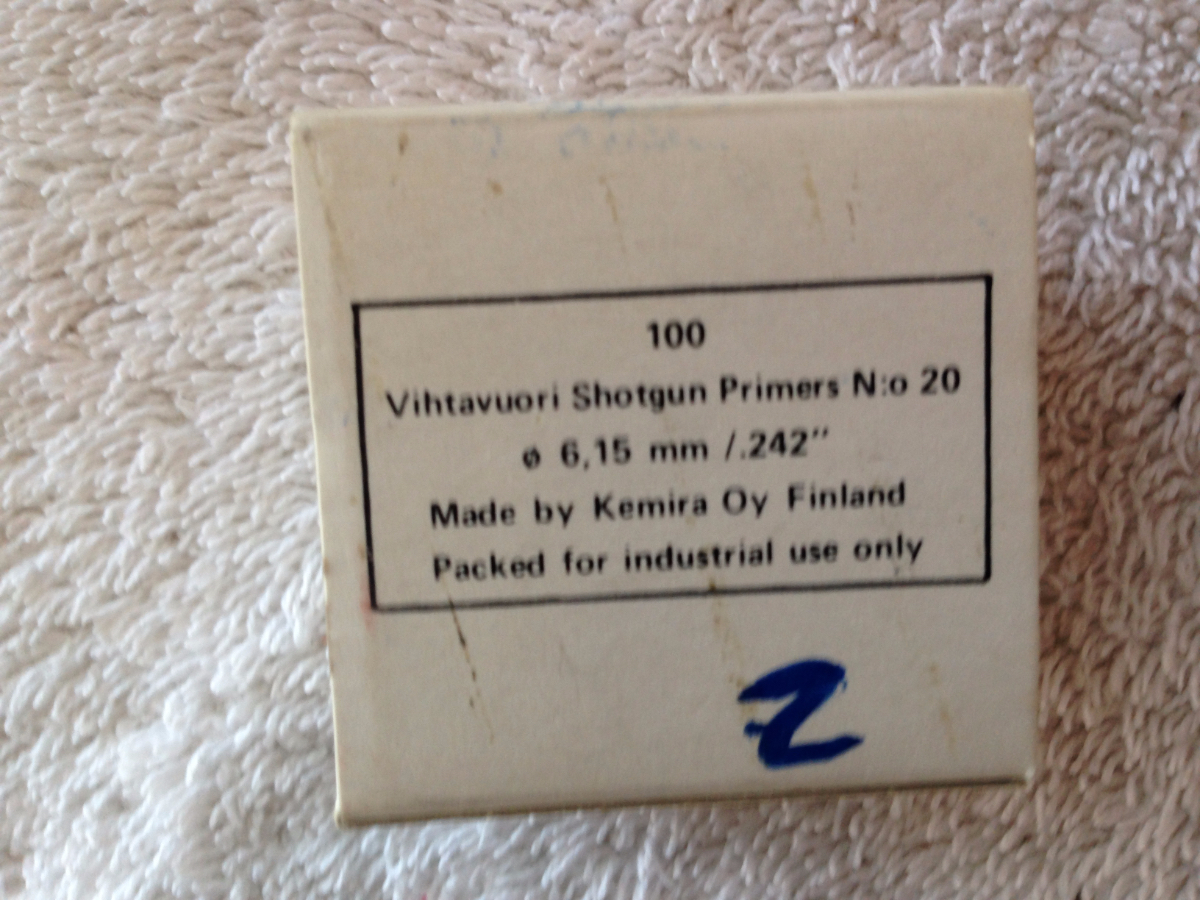 100
Vihtavuori Shotgun Primers N:o 20
ø 6,15 mm /.242"
Made by Kemira Oy Finland
Packed for industrial use only
2